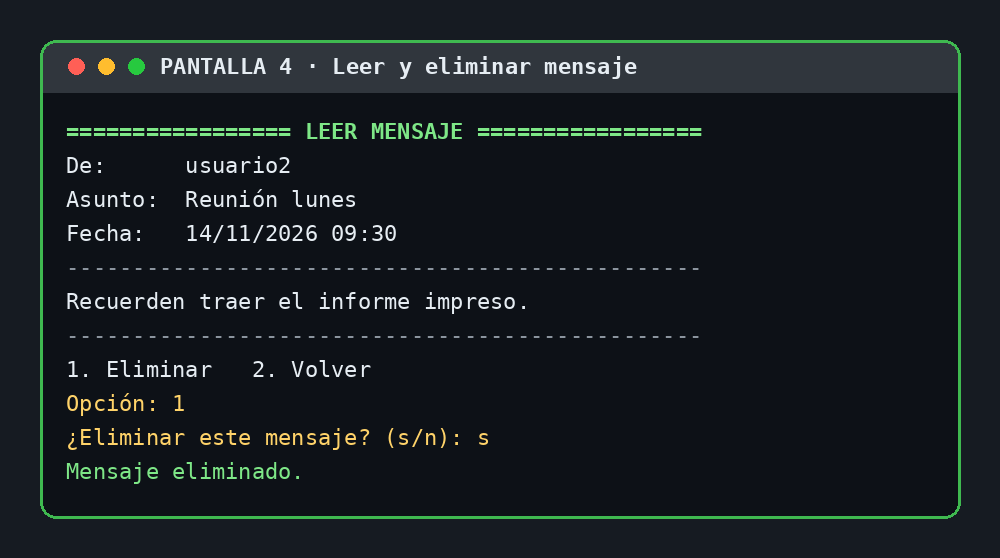 PANTALLA 4 · Leer y eliminar mensaje
================= LEER MENSAJE =================
De:      usuario2
Asunto:  Reunión lunes
Fecha:   14/11/2026 09:30
------------------------------------------------
Recuerden traer el informe impreso.
------------------------------------------------
1. Eliminar   2. Volver
Opción: 1
¿Eliminar este mensaje? (s/n): s
Mensaje eliminado.